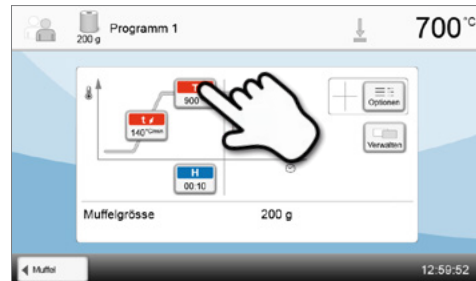 200 g
Programm 1
700 °C
T
900
t
140 °C/min
H
00:10
Optionen
Verwalten
Muffelgrösse
200 g
Muffel
12:59:52